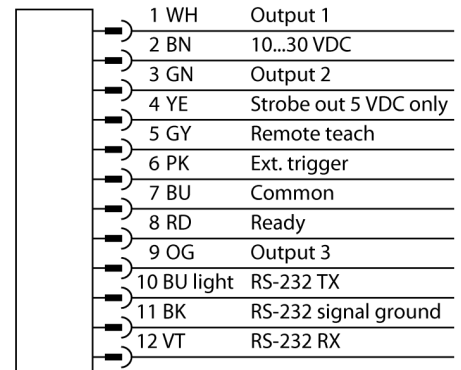 1 WH Output 1
2 BN 10...30 VDC
3 GN Output 2
4 YE Strobe out 5 VDC only
5 GY Remote teach
6 PK Ext. trigger
7 BU Common
8 RD Ready
9 OG Output 3
10 BU light RS-232 TX
11 BK RS-232 signal ground
12 VT RS-232 RX